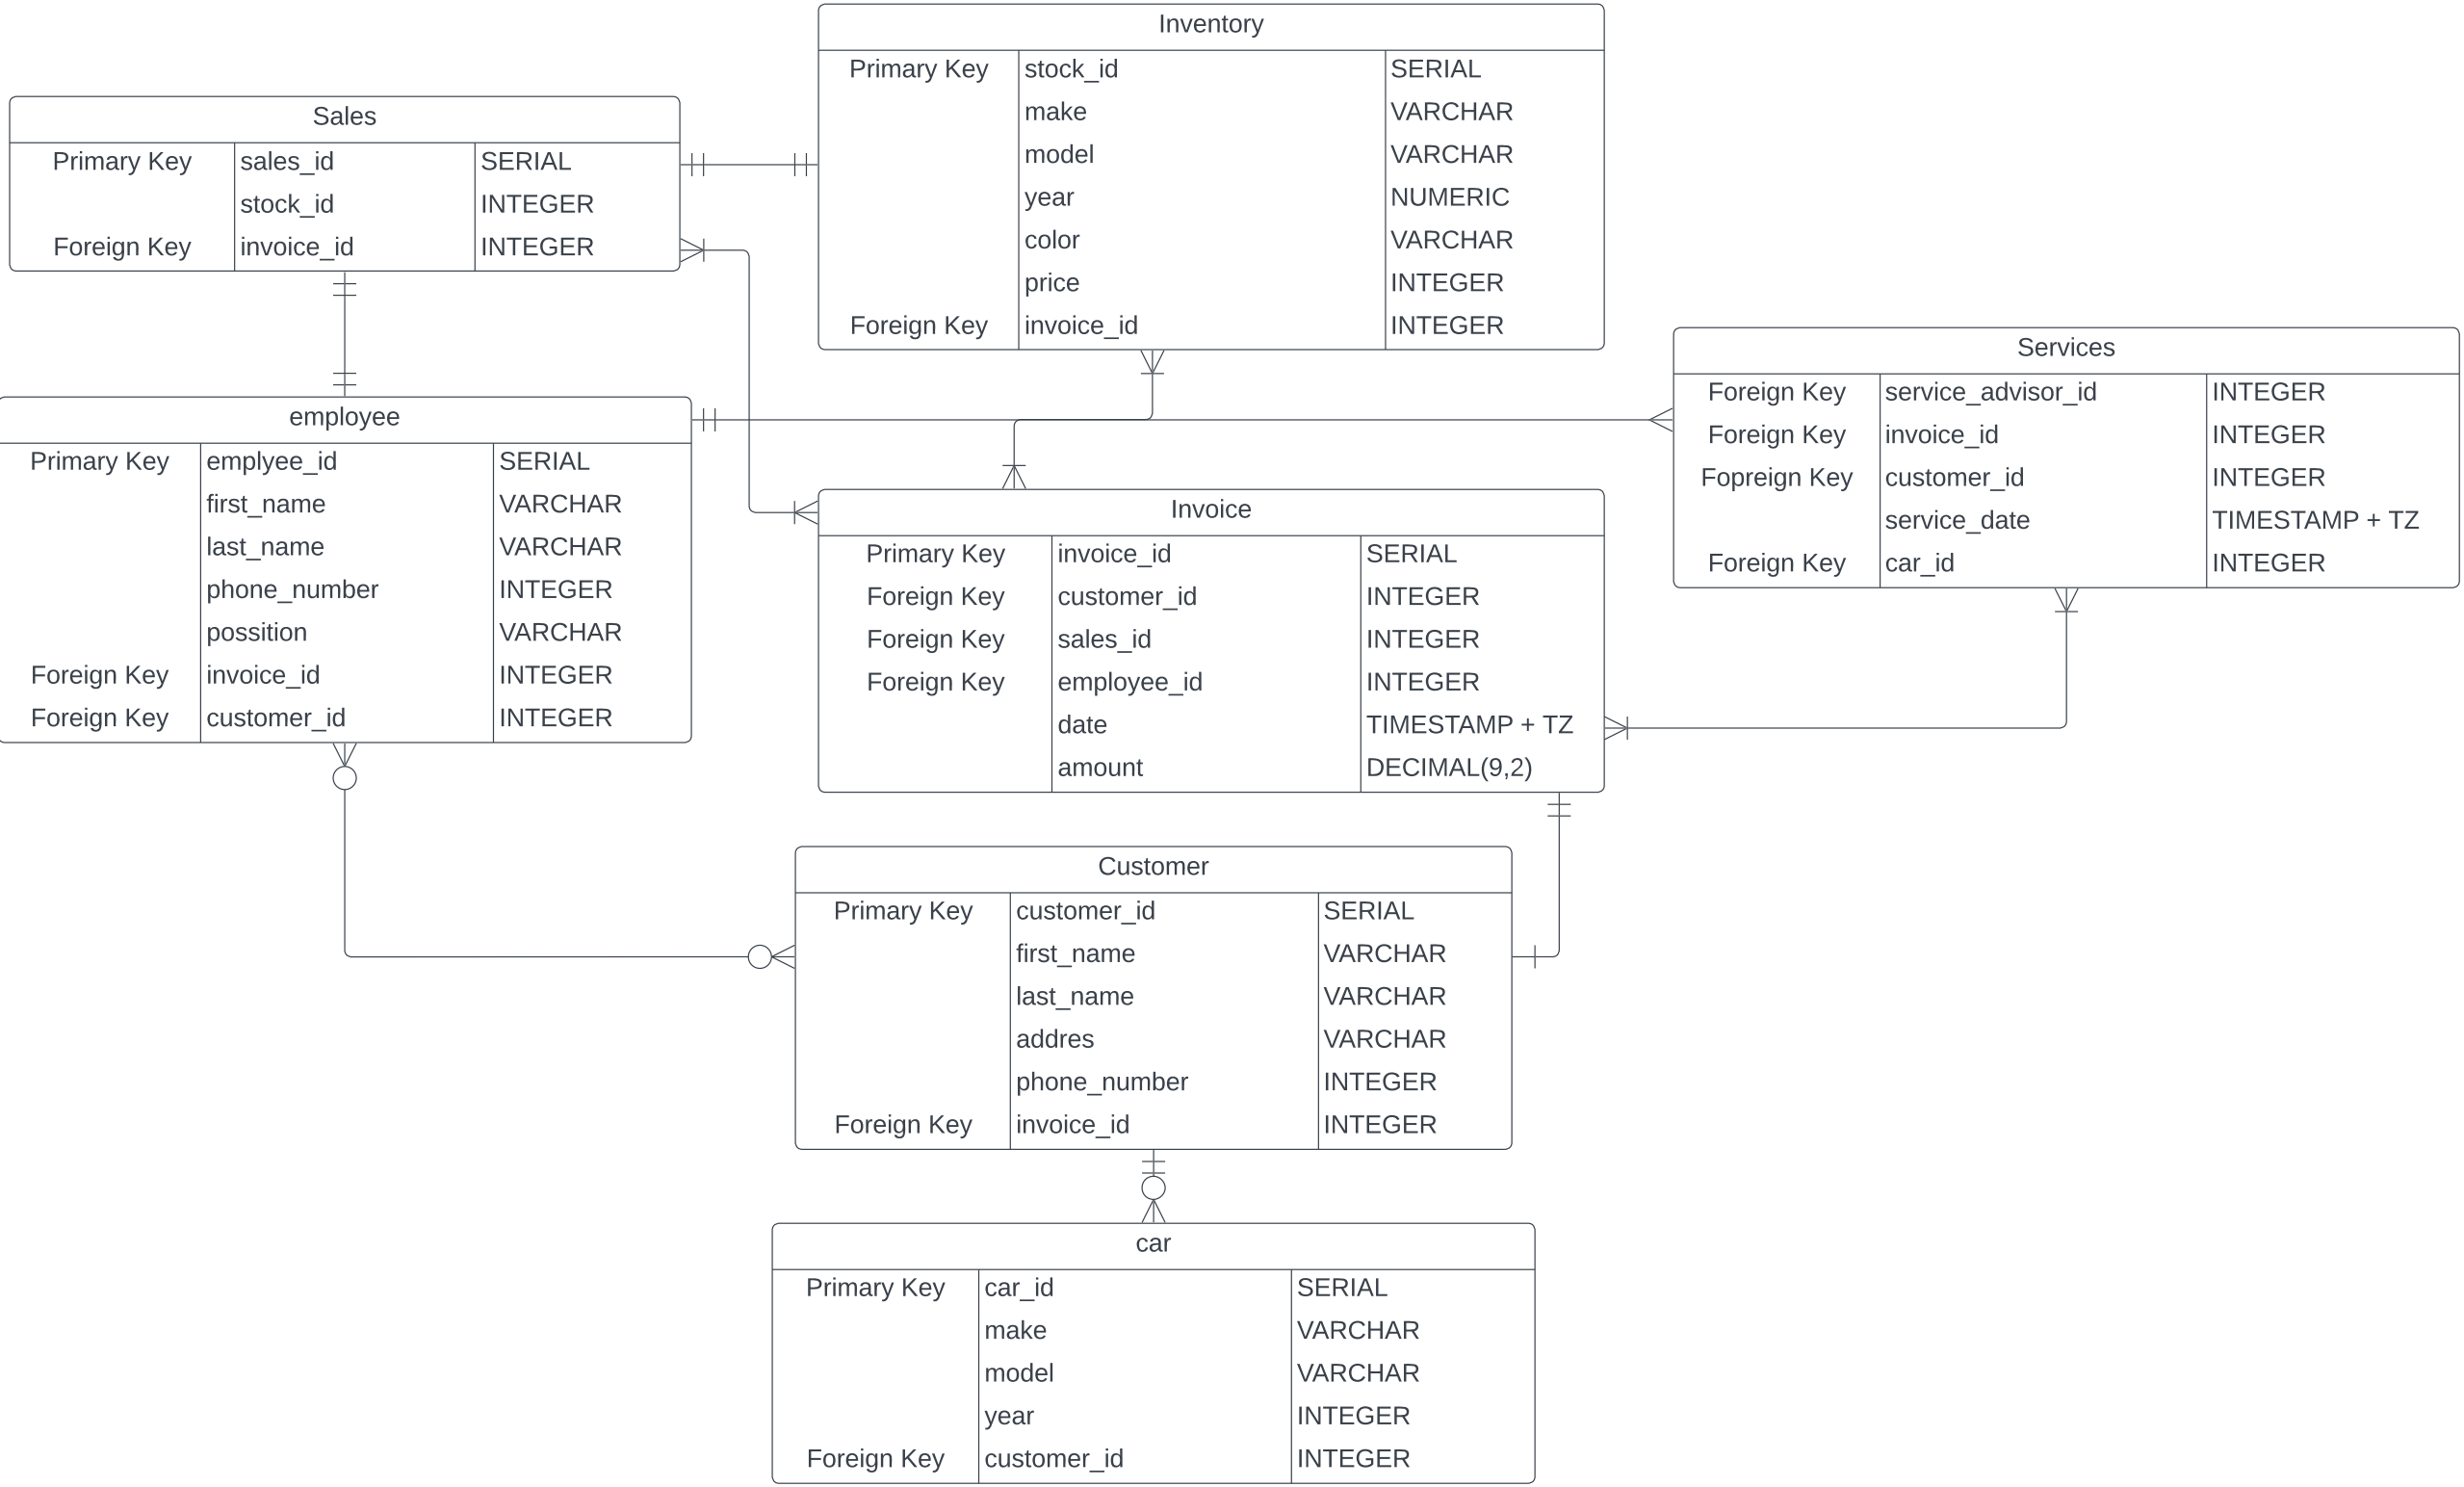 Inventory
Primary Key stock_id SERIAL
make VARCHAR
model VARCHAR
year NUMERIC
color VARCHAR
price INTEGER
Foreign Key invoice_id INTEGER
Sales
Primary Key sales_id SERIAL
stock_id INTEGER
Foreign Key invoice_id INTEGER
Services
Foreign Key service_advisor_id INTEGER
Foreign Key invoice_id INTEGER
Fopreign Key customer_id INTEGER
service_date TIMESTAMP + TZ
Foreign Key car_id INTEGER
employee
Primary Key emplyee_id SERIAL
first_name VARCHAR
last_name VARCHAR
phone_number INTEGER
possition VARCHAR
Foreign Key invoice_id INTEGER
Foreign Key customer_id INTEGER
Invoice
Primary Key invoice_id SERIAL
Foreign Key customer_id INTEGER
Foreign Key sales_id INTEGER
Foreign Key employee_id INTEGER
date TIMESTAMP + TZ
amount DECIMAL(9,2)
Customer
Primary Key customer_id SERIAL
first_name VARCHAR
last_name VARCHAR
addres VARCHAR
phone_number INTEGER
Foreign Key invoice_id INTEGER
car
Primary Key car_id SERIAL
make VARCHAR
model VARCHAR
year INTEGER
Foreign Key customer_id INTEGER